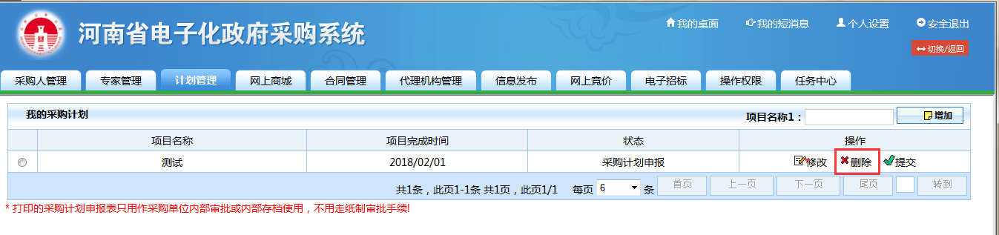 河南省电子化政府采购系统
我的桌面 我的短消息 个人设置 安全退出
切换/返回
采购人管理 专家管理 计划管理 网上商城 合同管理 代理机构管理 信息发布 网上竞价 电子招标 操作权限 任务中心
我的采购计划 项目名称1： 增加
项目名称 项目完成时间 状态 操作
测试 2018/02/01 采购计划申报 修改 删除 提交
共1条，此页1-1条 共1页，此页1/1 每页 6 条 首页 上一页 下一页 尾页 转到
* 打印的采购计划申报表只用作采购单位内部审批或内部存档使用，不用走纸制审批手续!